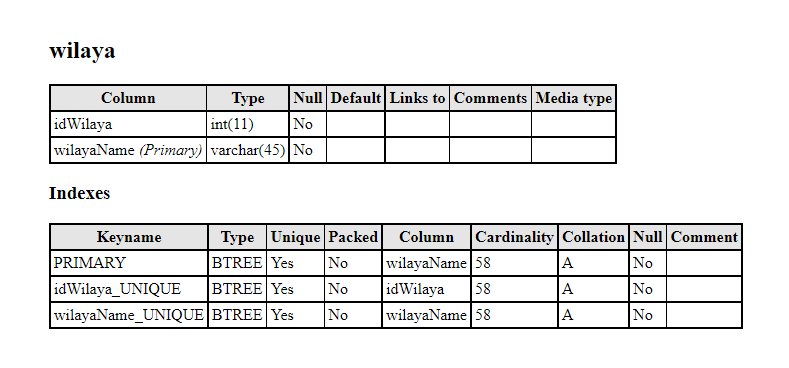 wilaya
Column Type Null Default Links to Comments Media type
idWilaya int(11) No
wilayaName (Primary) varchar(45) No
Indexes
Keyname Type Unique Packed Column Cardinality Collation Null Comment
PRIMARY BTREE Yes No wilayaName 58 A No
idWilaya_UNIQUE BTREE Yes No idWilaya 58 A No
wilayaName_UNIQUE BTREE Yes No wilayaName 58 A No